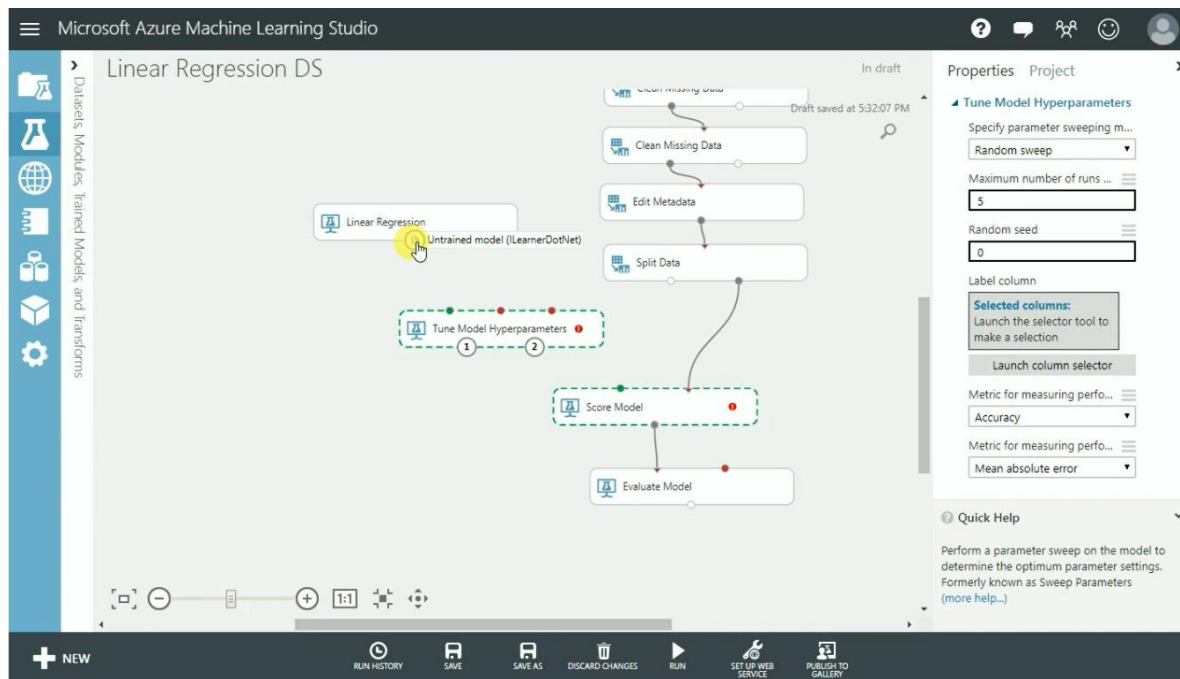 Microsoft Azure Machine Learning Studio
Datasets, Modules, Trained Models, and Transforms
Linear Regression DS
In draft
Draft saved at 5:32:07 PM
Clean Missing Data
Clean Missing Data
Edit Metadata
Linear Regression
Untrained model (ILearnerDotNet)
Split Data
Tune Model Hyperparameters
1
2
Score Model
Evaluate Model
1:1
Properties Project
Tune Model Hyperparameters
Specify parameter sweeping m...
Random sweep
Maximum number of runs ...
5
Random seed
0
Label column
Selected columns:
Launch the selector tool to
make a selection
Launch column selector
Metric for measuring perfo...
Accuracy
Metric for measuring perfo...
Mean absolute error
Quick Help
Perform a parameter sweep on the model to
determine the optimum parameter settings.
Formerly known as Sweep Parameters
(more help...)
NEW
RUN HISTORY
SAVE
SAVE AS
DISCARD CHANGES
RUN
SET UP WEB
SERVICE
PUBLISH TO
GALLERY